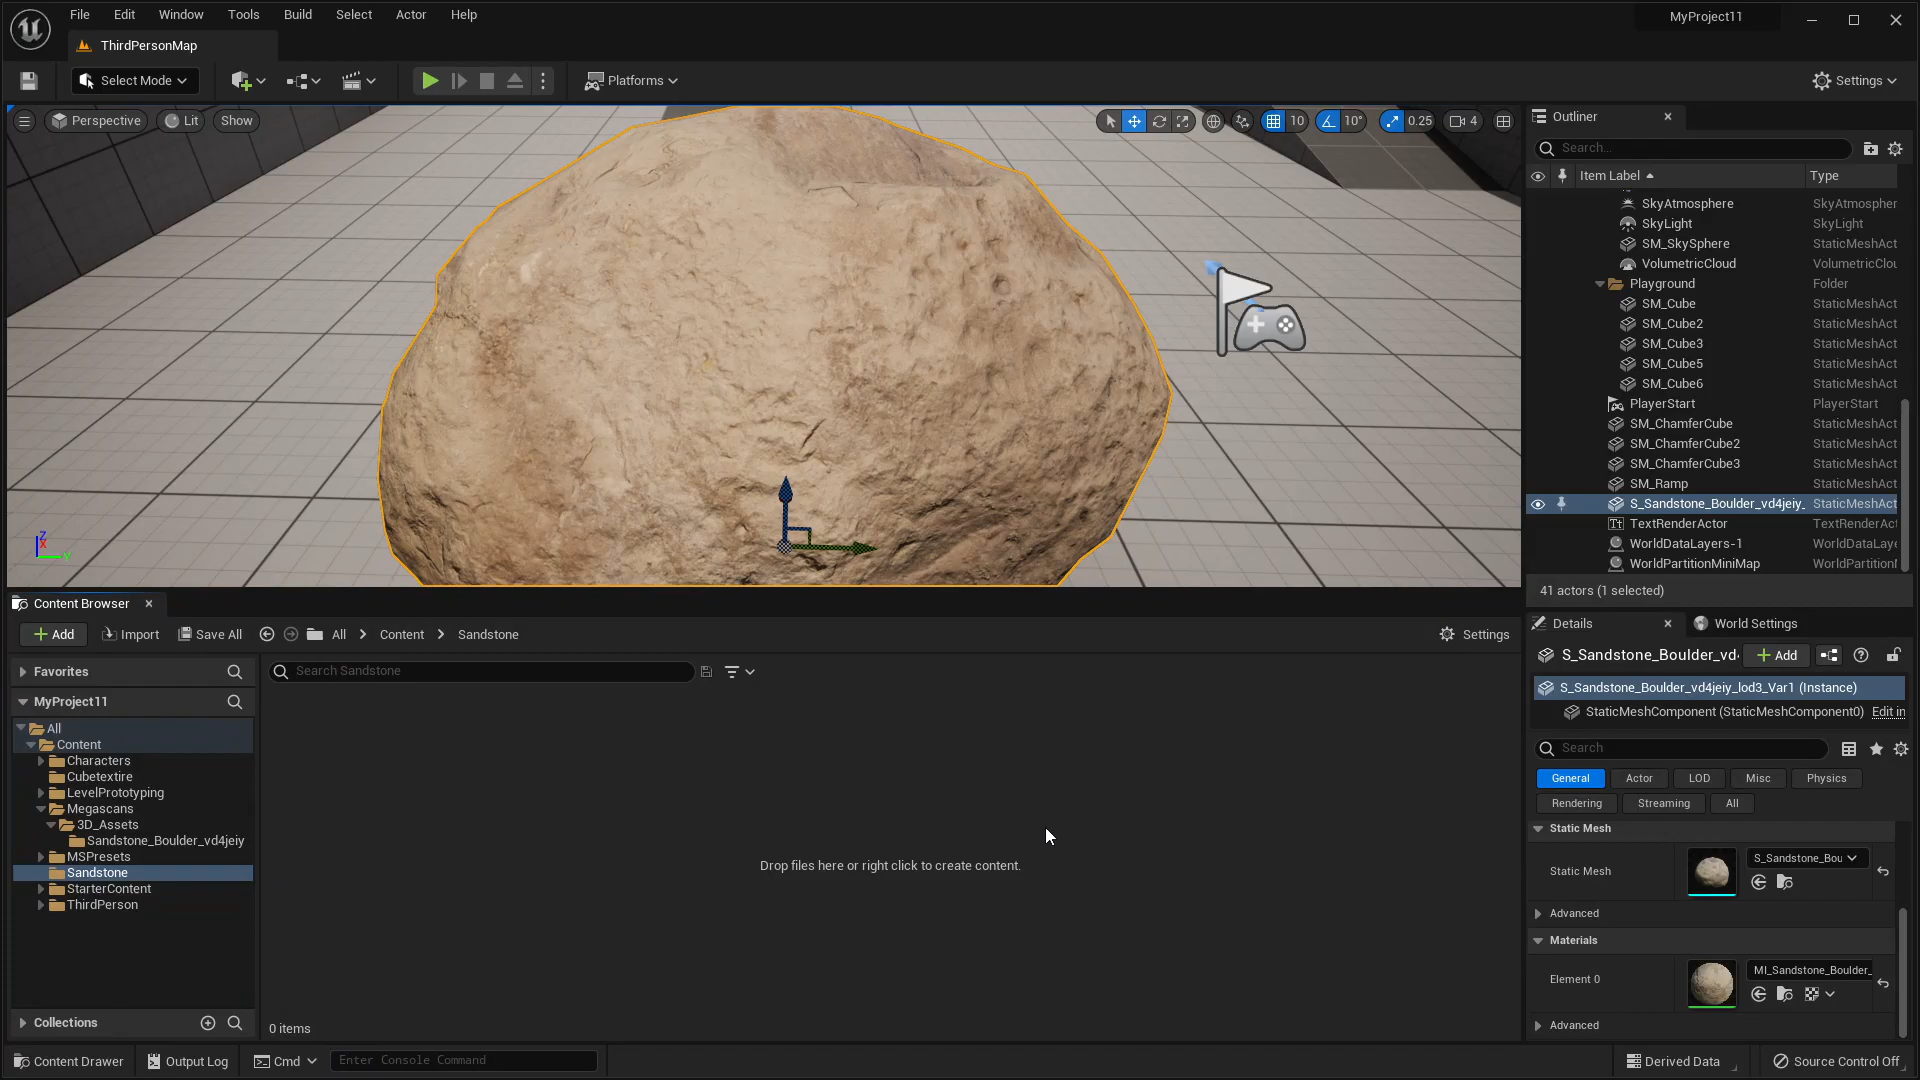 File Edit Window Tools Build Select Actor Help
MyProject11
ThirdPersonMap
Select Mode
Platforms
Settings
Perspective
Lit
Show
10
10°
0.25
4
Outliner
Search...
Item Label
Type
SkyAtmosphere SkyAtmospher
SkyLight SkyLight
SM_SkySphere StaticMeshAct
VolumetricCloud VolumetricClou
Playground Folder
SM_Cube StaticMeshAct
SM_Cube2 StaticMeshAct
SM_Cube3 StaticMeshAct
SM_Cube5 StaticMeshAct
SM_Cube6 StaticMeshAct
PlayerStart PlayerStart
SM_ChamferCube StaticMeshAct
SM_ChamferCube2 StaticMeshAct
SM_ChamferCube3 StaticMeshAct
SM_Ramp StaticMeshAct
S_Sandstone_Boulder_vd4jeiy_ StaticMeshAct
TextRenderActor TextRenderAct
WorldDataLayers-1 WorldDataLaye
WorldPartitionMiniMap WorldPartitionM
41 actors (1 selected)
Z
X
Y
Content Browser
Add
Import
Save All
All
Content
Sandstone
Settings
Favorites
Search Sandstone
MyProject11
All
Content
Characters
Cubetextire
LevelPrototyping
Megascans
3D_Assets
Sandstone_Boulder_vd4jeiy
MSPresets
Sandstone
StarterContent
ThirdPerson
Collections
Drop files here or right click to create content.
0 items
Details
World Settings
S_Sandstone_Boulder_vd4
Add
S_Sandstone_Boulder_vd4jeiy_lod3_Var1 (Instance)
StaticMeshComponent (StaticMeshComponent0) Edit in
Search
General Actor LOD Misc Physics
Rendering Streaming All
Static Mesh
Static Mesh
S_Sandstone_Bou
Advanced
Materials
Element 0
MI_Sandstone_Boulder_
Advanced
Content Drawer
Output Log
Cmd
Enter Console Command
Derived Data
Source Control Off